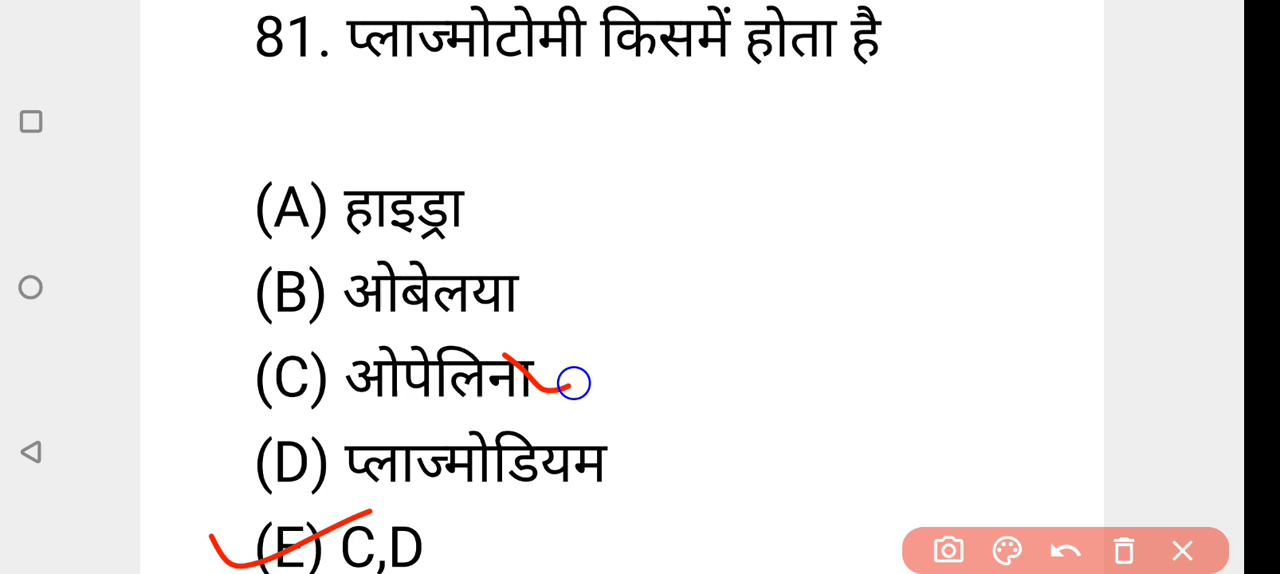 81. प्लाज्मोटोमी किसमें होता है
(A) हाइड्रा
(B) ओबेलया
(C) ओपेलिना
(D) प्लाज्मोडियम
(E) C,D